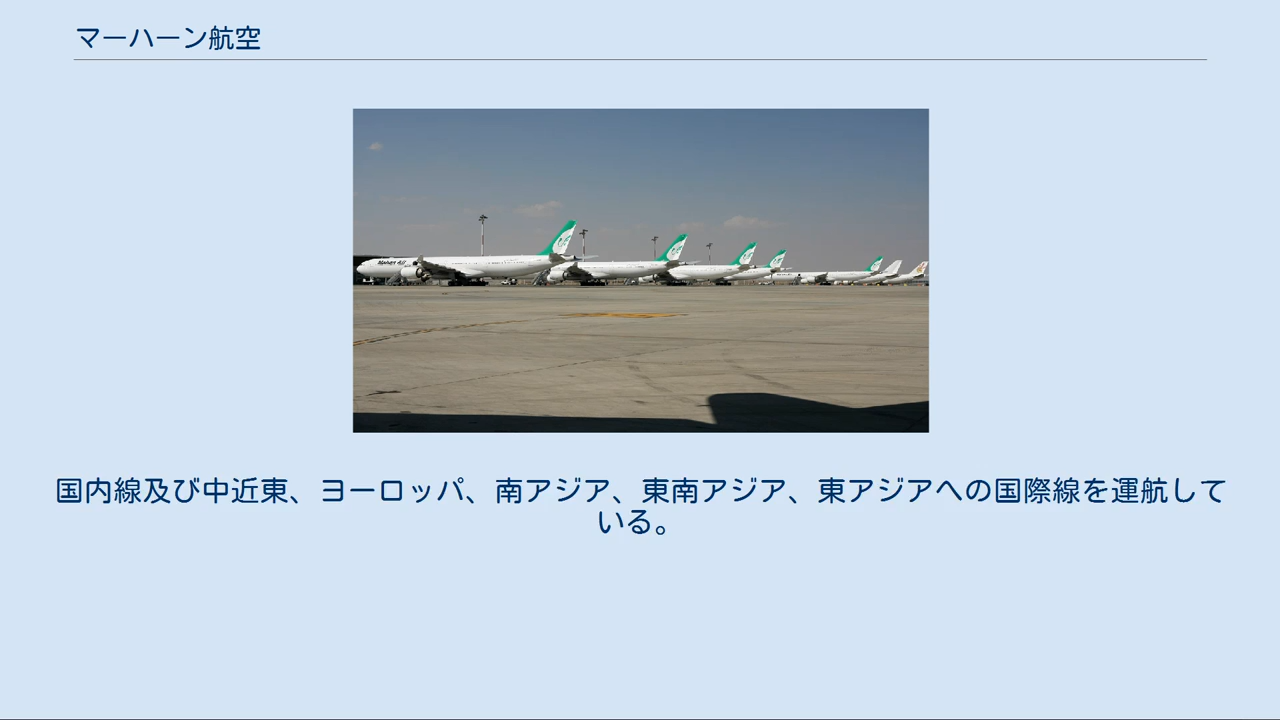 マーハーン航空
Mahan Air
国内線及び中近東、ヨーロッパ、南アジア、東南アジア、東アジアへの国際線を運航して
いる。